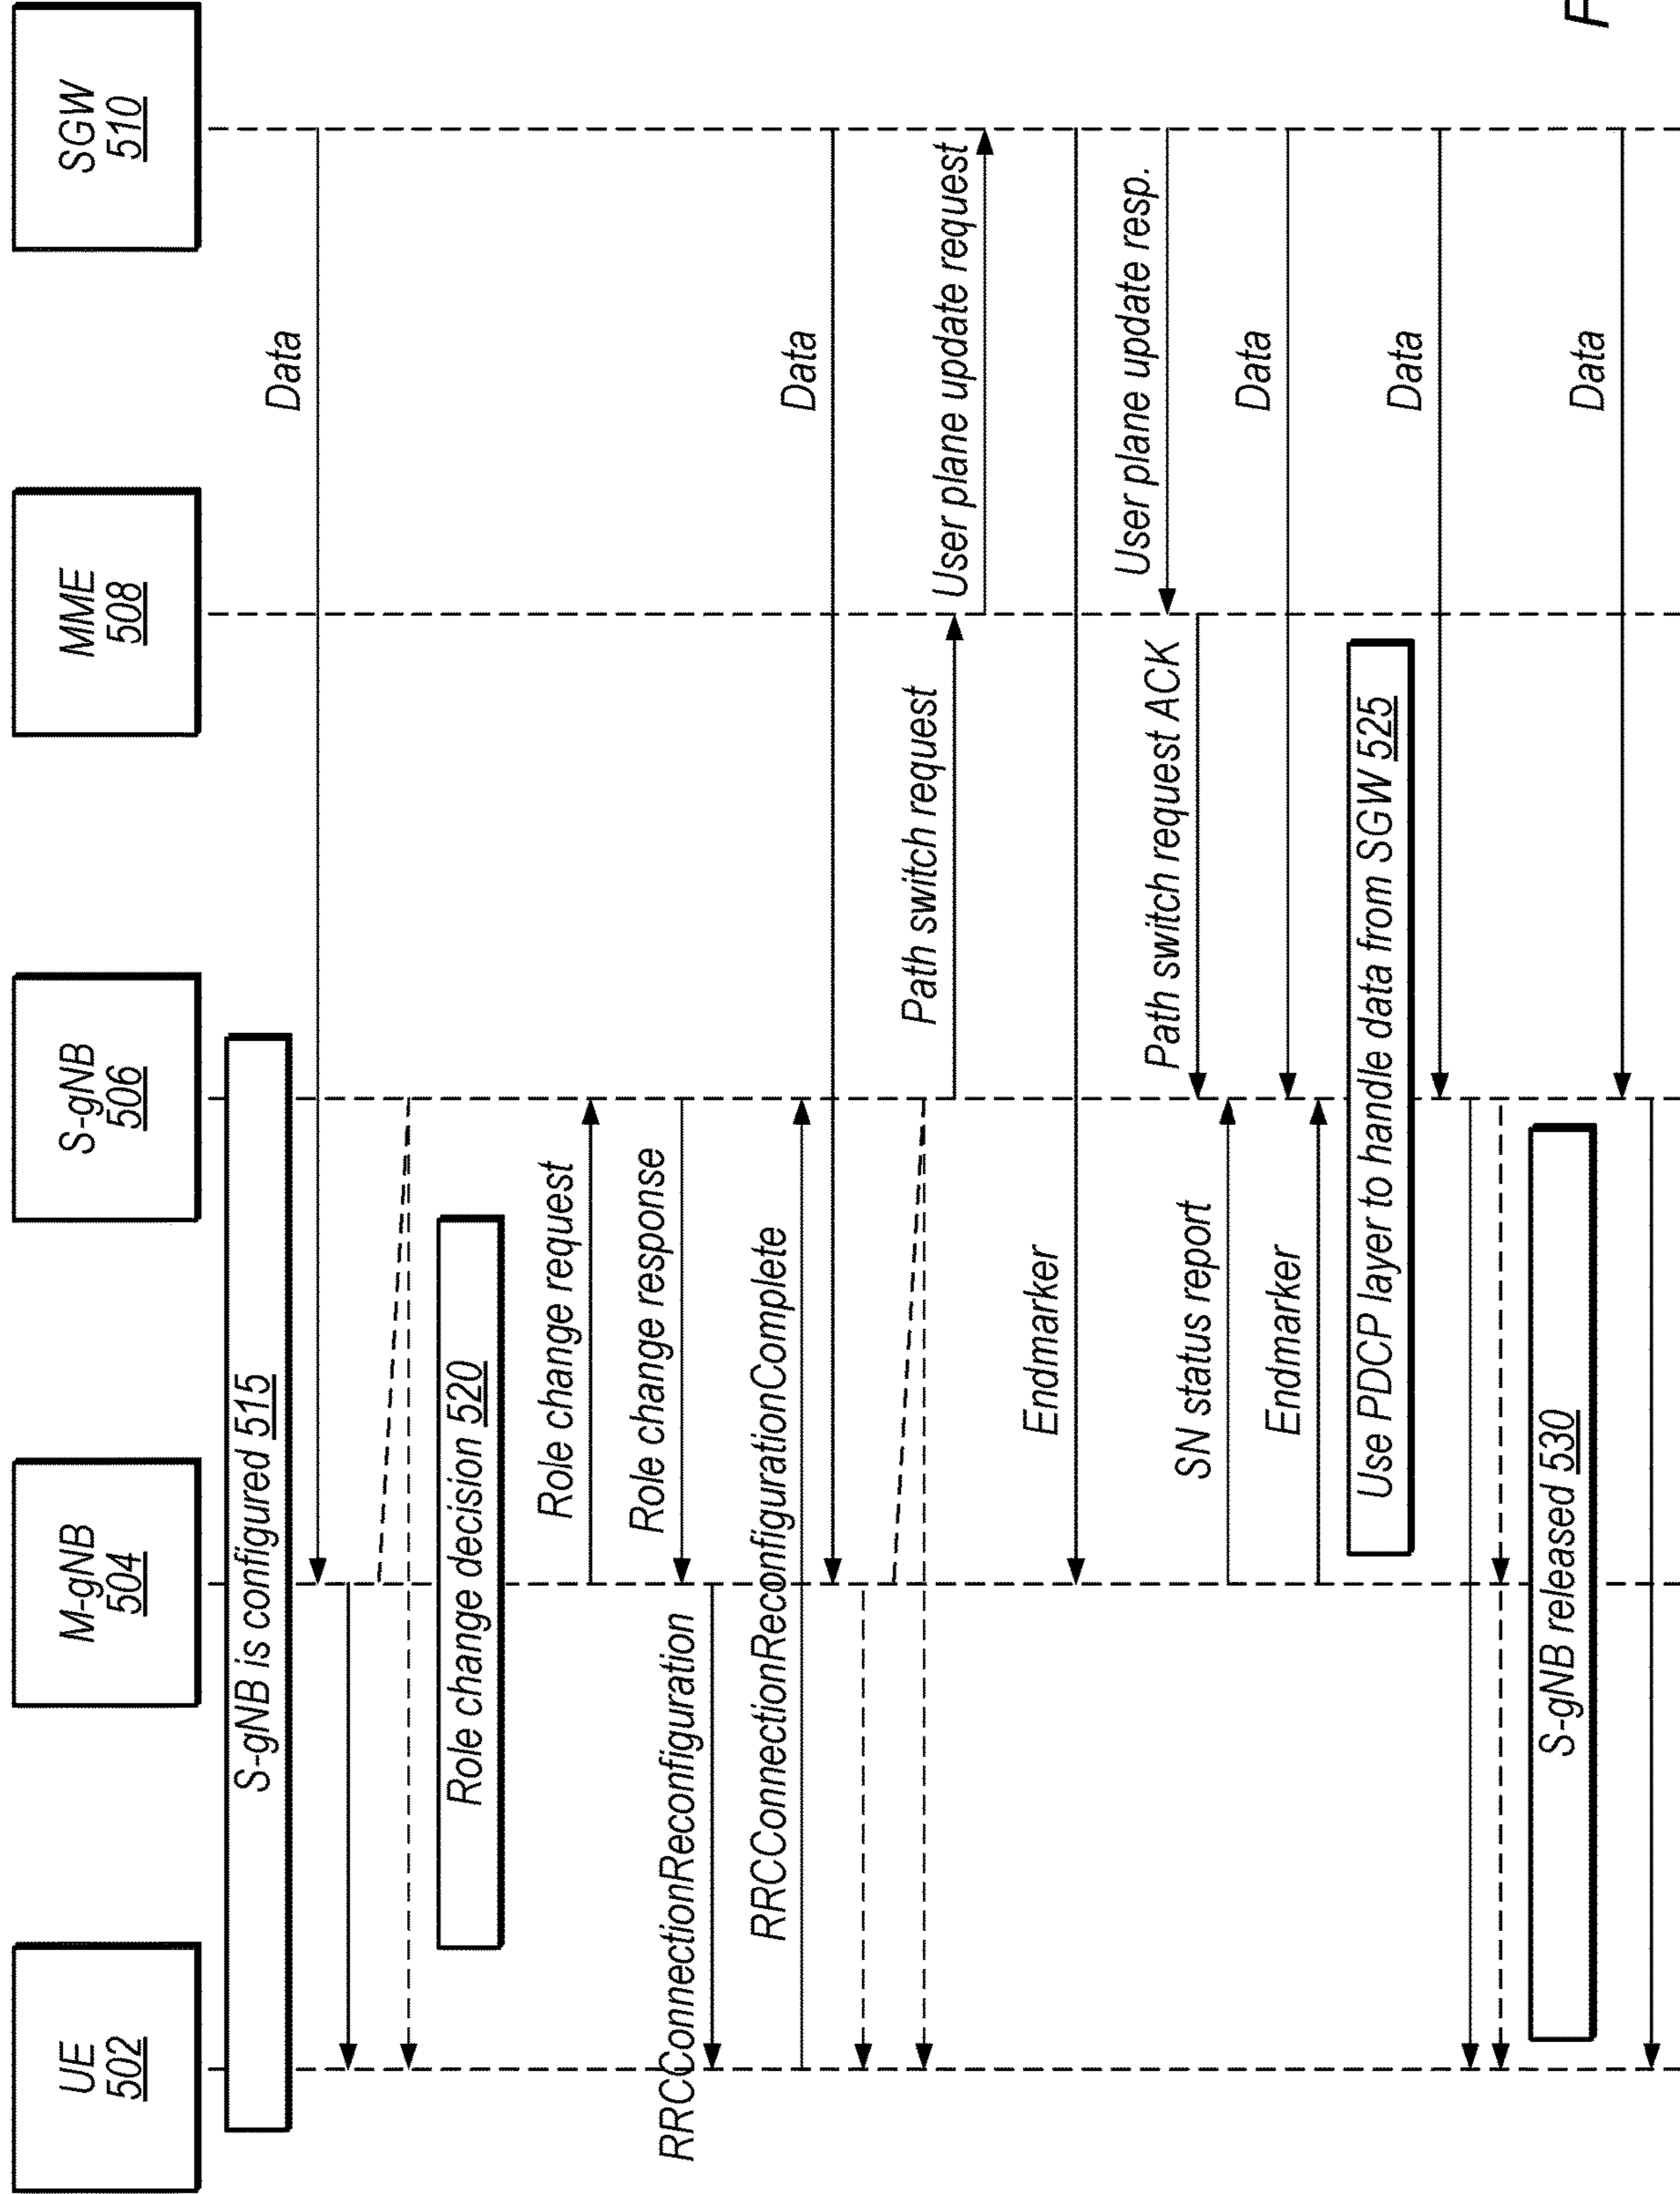 UE
502
M-gNB
504
S-gNB
506
MME
508
SGW
510
S-gNB is configured 515
Data
Role change decision 520
Role change request
Role change response
RRCConnectionReconfiguration
RRCConnectionReconfigurationComplete
Data
Path switch request
User plane update request
Endmarker
User plane update resp.
Path switch request ACK
SN status report
Data
Endmarker
Use PDCP layer to handle data from SGW 525
Data
S-gNB released 530
Data